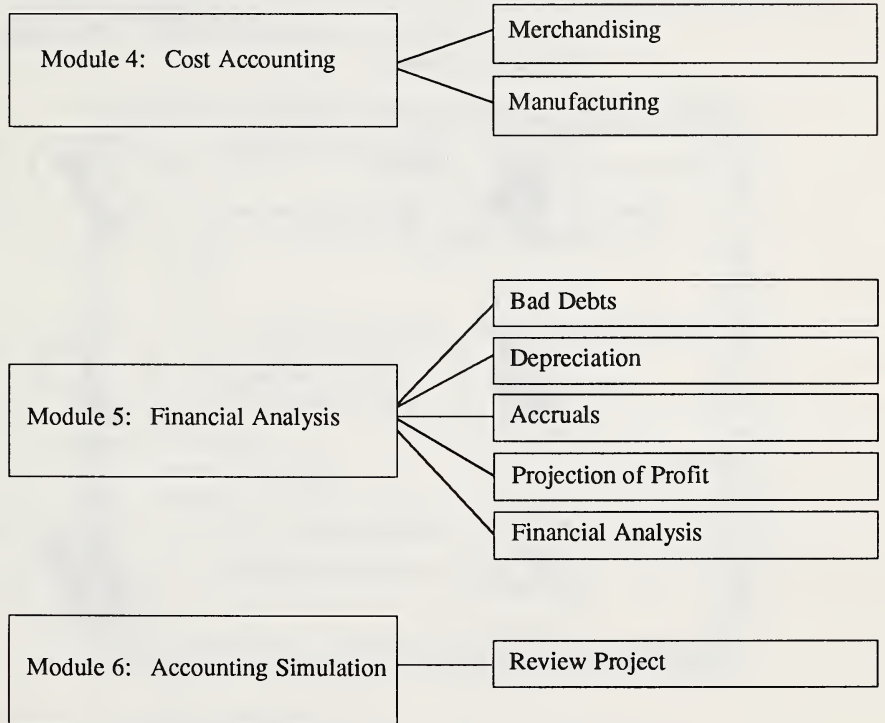 Module 4: Cost Accounting
Merchandising
Manufacturing
Module 5: Financial Analysis
Bad Debts
Depreciation
Accruals
Projection of Profit
Financial Analysis
Module 6: Accounting Simulation
Review Project